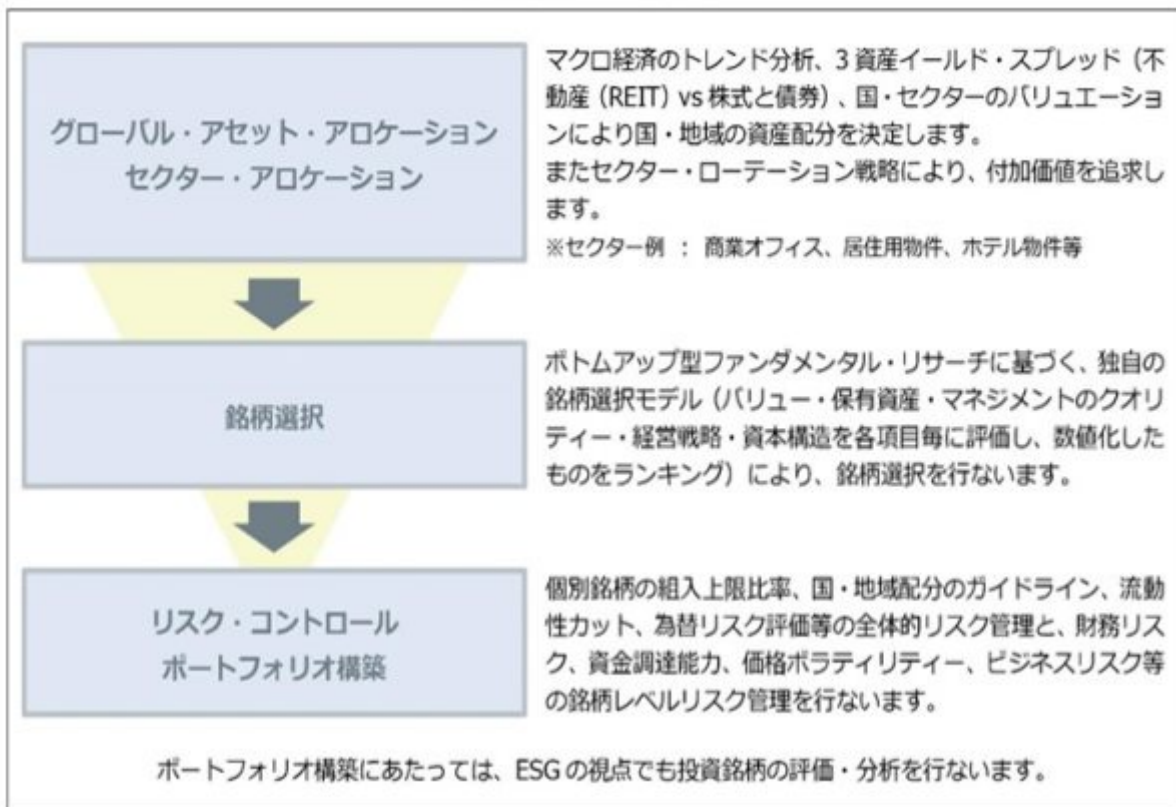 グローバル・アセット・アロケーション
セクター・アロケーション
マクロ経済のトレンド分析、3資産イールド・スプレッド（不
動産（REIT）vs 株式と債券）、国・セクターのバリュエーショ
ンにより国・地域の資産配分を決定します。
またセクター・ローテーション戦略により、付加価値を追求し
ます。
※セクター例 ： 商業オフィス、居住用物件、ホテル物件等
銘柄選択
ボトムアップ型ファンダメンタル・リサーチに基づく、独自の
銘柄選択モデル（バリュー・保有資産・マネジメントのクオリ
ティー・経営戦略・資本構造を各項目毎に評価し、数値化した
ものをランキング）により、銘柄選択を行ないます。
リスク・コントロール
ポートフォリオ構築
個別銘柄の組入上限比率、国・地域配分のガイドライン、流動
性カット、為替リスク評価等の全体的リスク管理と、財務リス
ク、資金調達能力、価格ボラティリティー、ビジネスリスク等
の銘柄レベルリスク管理を行ないます。
ポートフォリオ構築にあたっては、ESG の視点でも投資銘柄の評価・分析を行ないます。